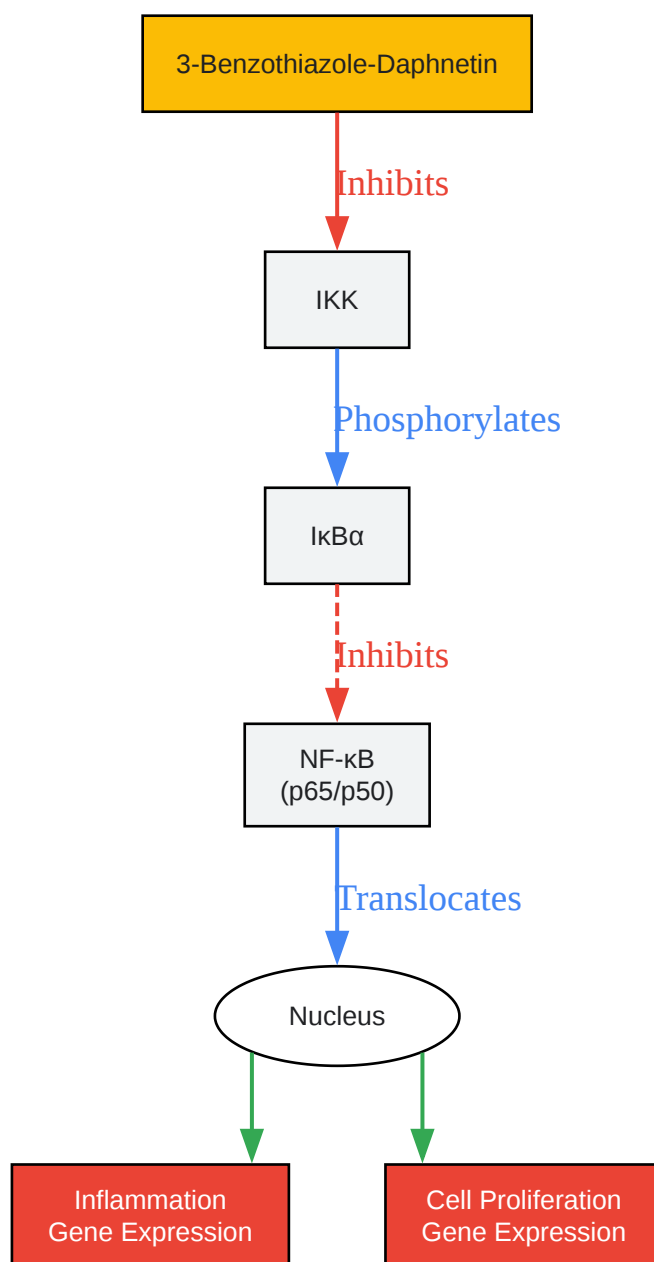 3-Benzothiazole-Daphnetin
Inhibits
IKK
Phosphorylates
IκBα
Inhibits
NF-κB
(p65/p50)
Translocates
Nucleus
Inflammation
Gene Expression
Cell Proliferation
Gene Expression